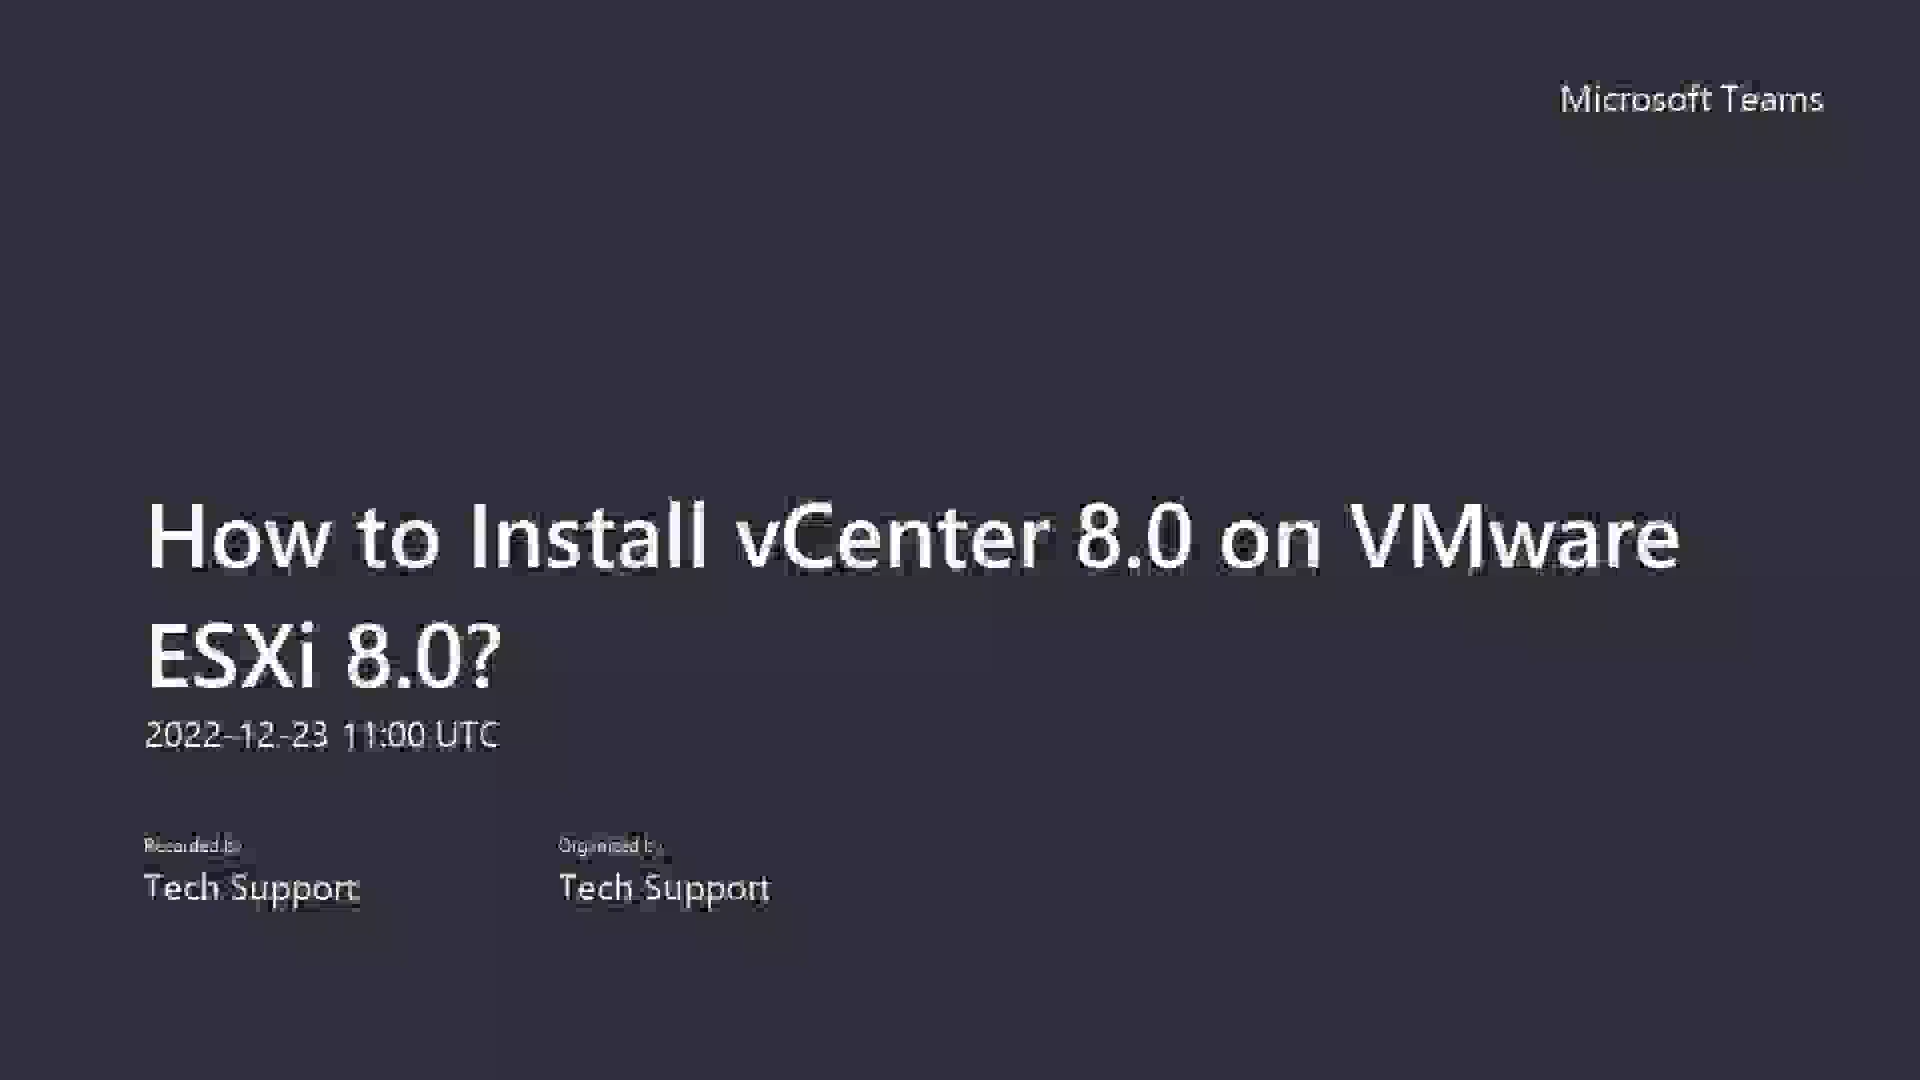 Microsoft Teams
How to Install vCenter 8.0 on VMware
ESXi 8.0?
2022-12-23 11:00 UTC
Recorded by
Organized by
Tech Support
Tech Support